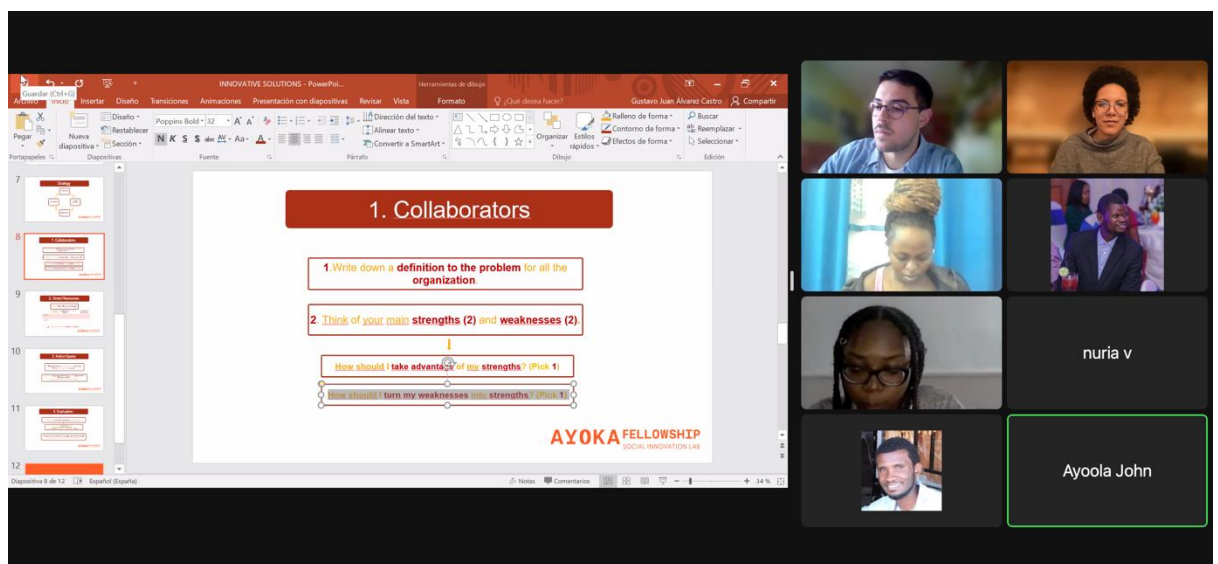 INNOVATIVE SOLUTIONS - PowerPoi...
Herramientas de dibujo
Guardar (Ctrl+G)
Archivo Inicio Insertar Diseño Transiciones Animaciones Presentación con diapositivas Revisar Vista Formato ¿Qué desea hacer? Gustavo Juan Álvarez Castro Compartir
Pegar
Nueva diapositiva
Diseño
Restablecer
Sección
Poppins Bold 32
N K S S abc AV Aa A
Dirección del texto
Alinear texto
Convertir a SmartArt
Organizar
Estilos rápidos
Relleno de forma
Contorno de forma
Efectos de forma
Buscar
Reemplazar
Seleccionar
Portapapeles Diapositivas Fuente Párrafo Dibujo Edición
7
Strategy
8
1. Collaborators
9
10
11
12
1. Collaborators
1.Write down a definition to the problem for all the
organization.
2. Think of your main strengths (2) and weaknesses (2).
How should I take advantage of my strengths? (Pick 1)
How should I turn my weaknesses into strengths? (Pick 1)
AYOKA FELLOWSHIP
SOCIAL INNOVATION LAB
Diapositiva 8 de 12 Español (España) Notas Comentarios 34 %
nuria v
Ayoola John